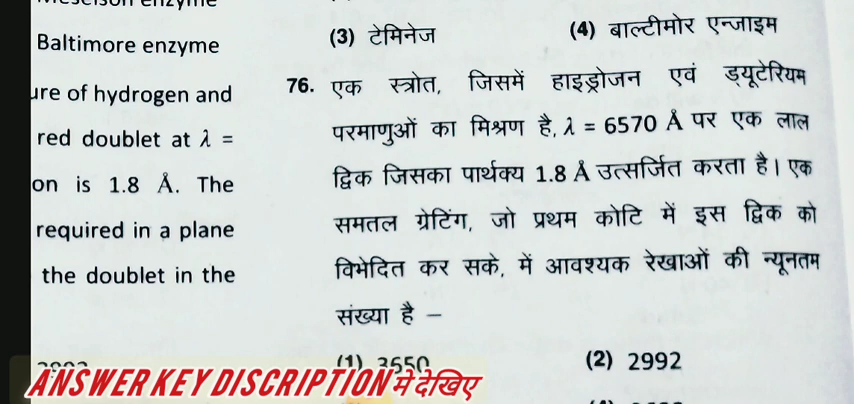 enzyme
Baltimore enzyme
ure of hydrogen and
red doublet at λ =
on is 1.8 Å. The
required in a plane
the doublet in the
(3) टेमिनेज
(4) बाल्टीमोर एन्जाइम
76. एक स्त्रोत, जिसमें हाइड्रोजन एवं ड्यूटेरियम
परमाणुओं का मिश्रण है, λ = 6570 Å पर एक लाल
द्विक जिसका पार्थक्य 1.8 Å उत्सर्जित करता है। एक
समतल ग्रेटिंग, जो प्रथम कोटि में इस द्विक को
विभेदित कर सके, में आवश्यक रेखाओं की न्यूनतम
संख्या है –
(1) 3650
(2) 2992
ANSWER KEY DISCRIPTION मे देखिए